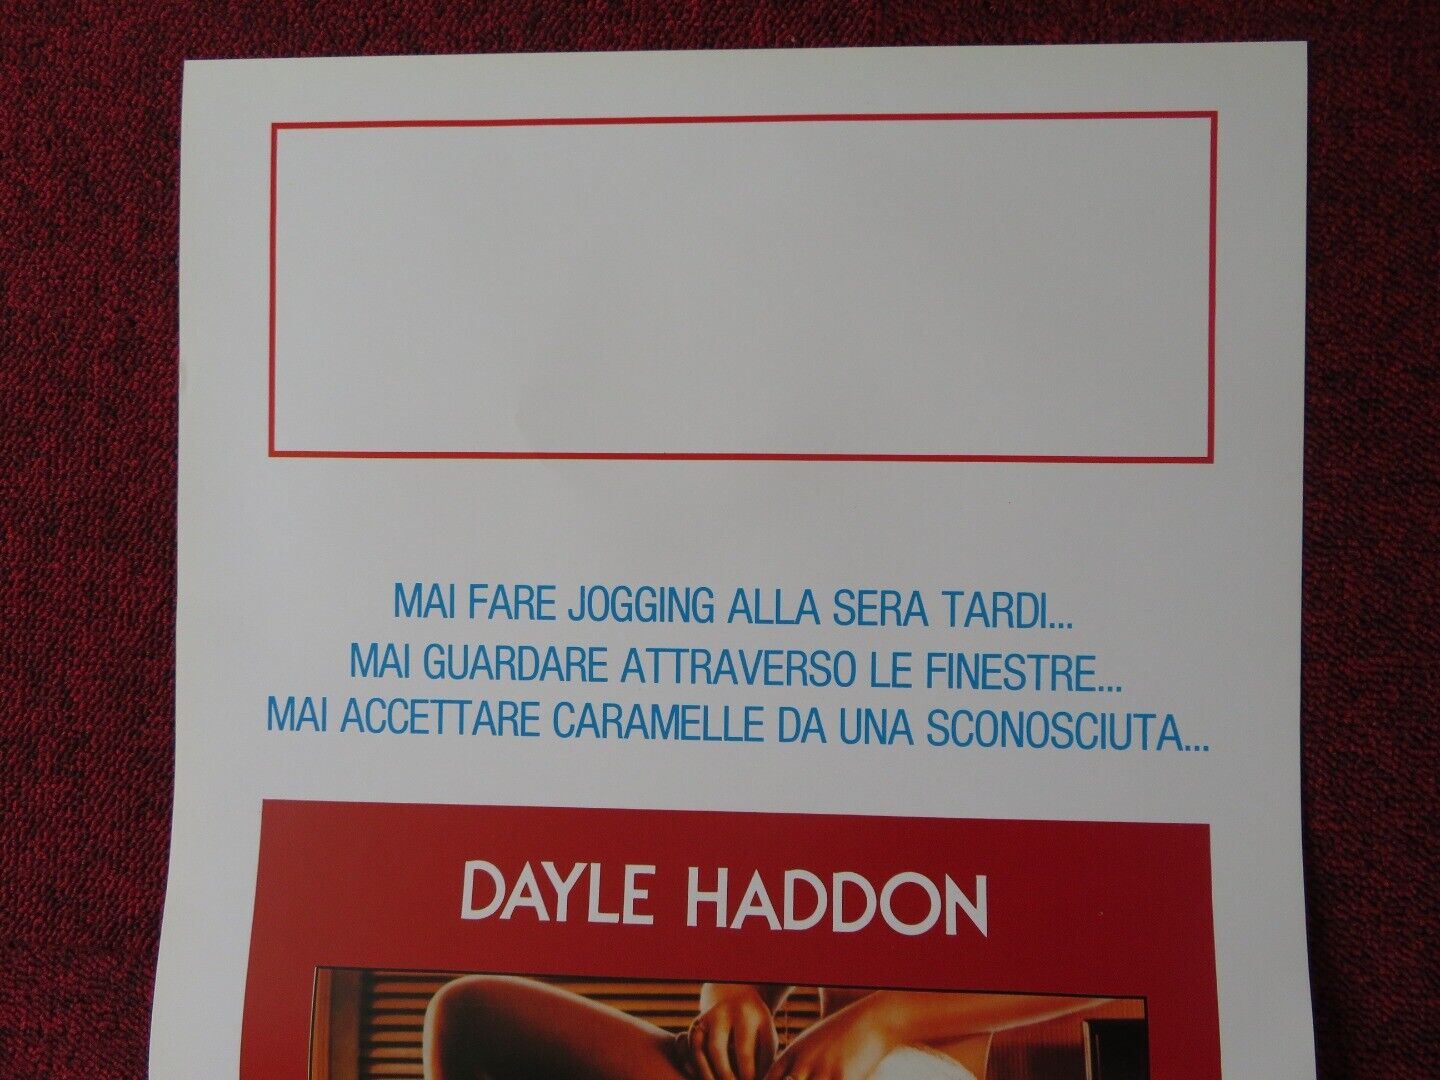 MAI FARE JOGGING ALLA SERA TARDI...
MAI GUARDARE ATTRAVERSO LE FINESTRE...
MAI ACCETTARE CARAMELLE DA UNA SCONOSCIUTA...
DAYLE HADDON